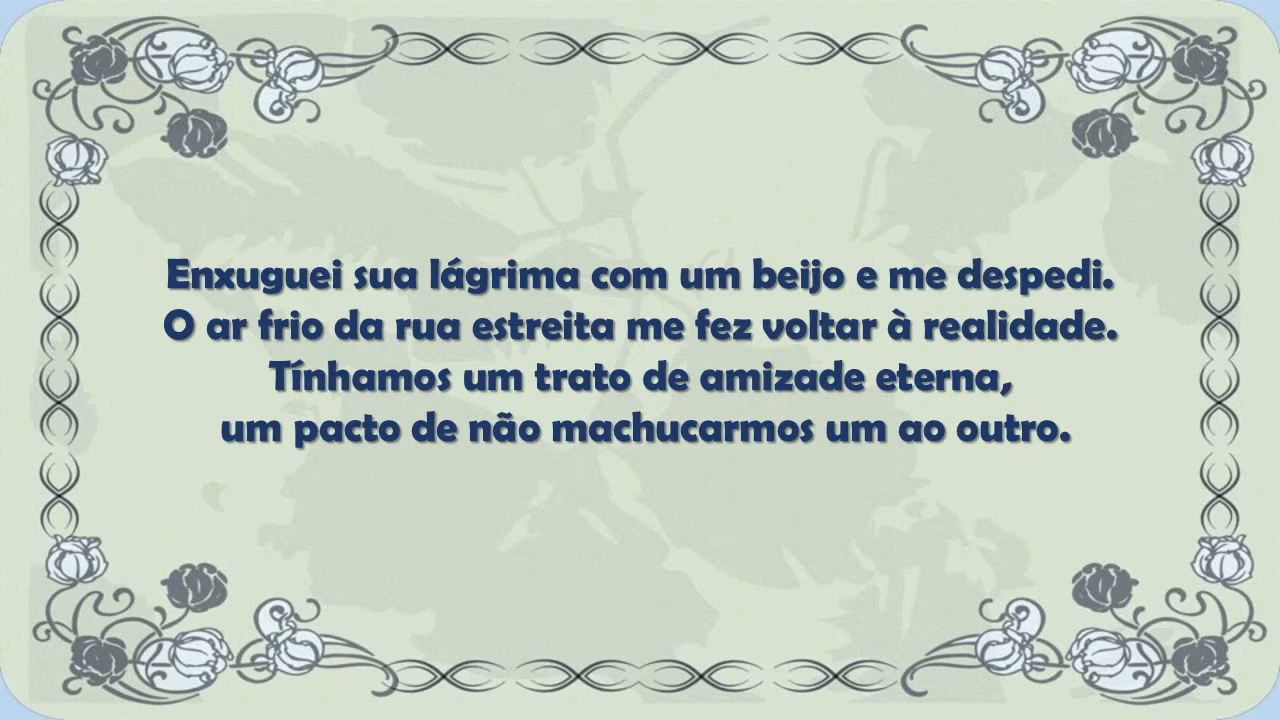 Enxuguei sua lágrima com um beijo e me despedi.
O ar frio da rua estreita me fez voltar à realidade.
Tínhamos um trato de amizade eterna,
um pacto de não machucarmos um ao outro.